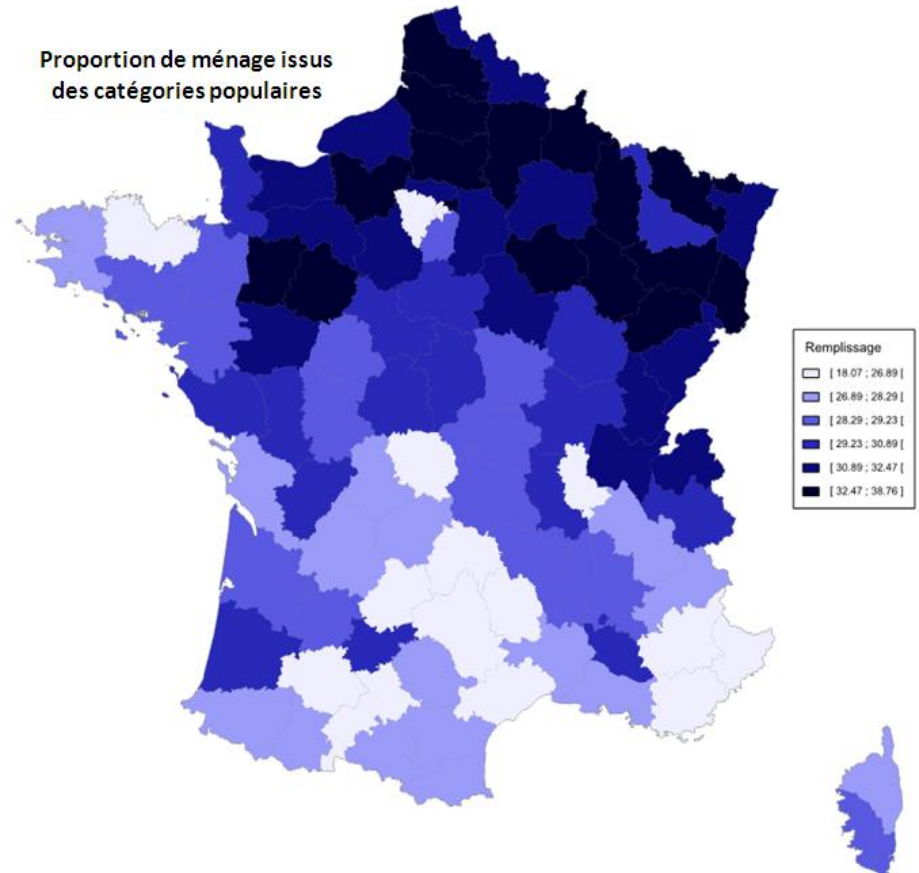 Proportion de ménage issus
des catégories populaires
Remplissage
[ 18.07 ; 26.89 [
[ 26.89 ; 28.29 [
[ 28.29 ; 29.23 [
[ 29.23 ; 30.89 [
[ 30.89 ; 32.47 [
[ 32.47 ; 38.76 ]